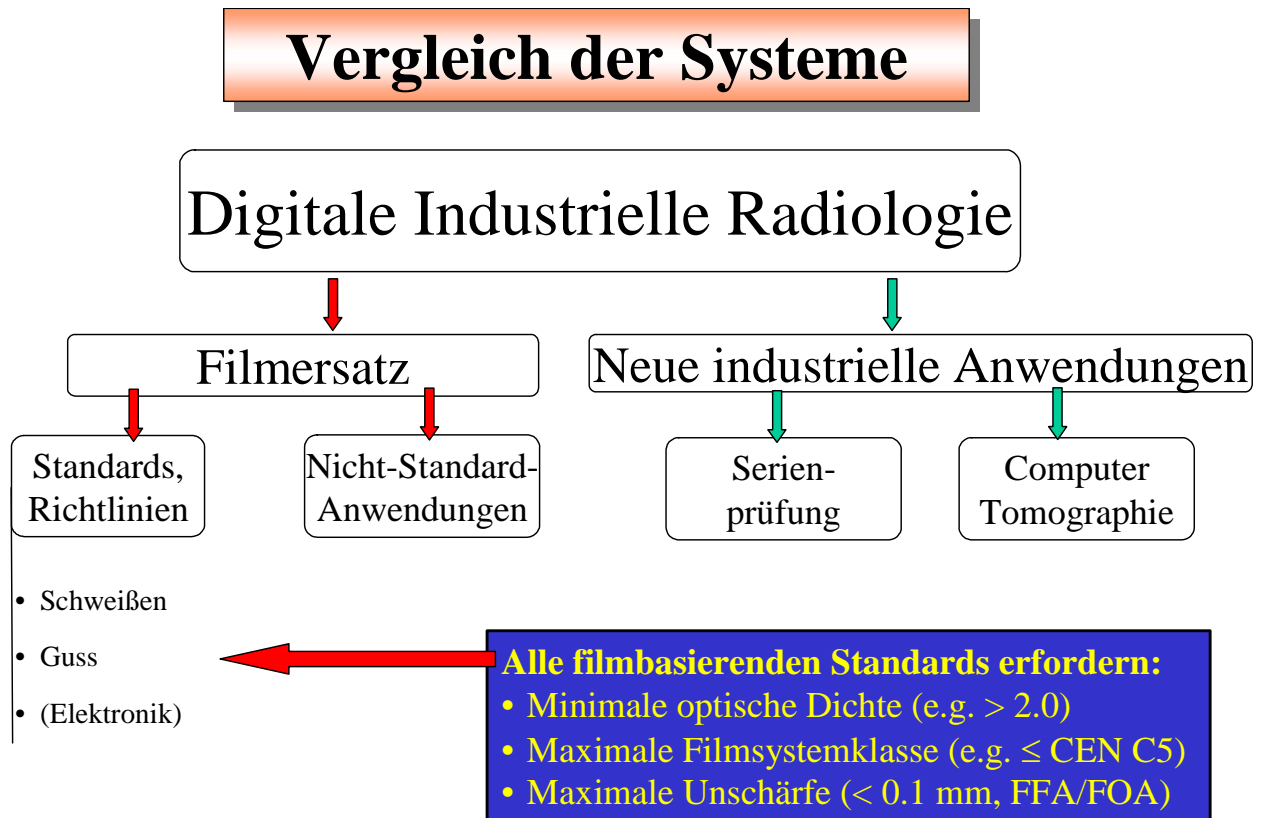 Vergleich der Systeme
Digitale Industrielle Radiologie
Filmersatz
Neue industrielle Anwendungen
Standards,
Richtlinien
Nicht-Standard-
Anwendungen
Serien-
prüfung
Computer
Tomographie
• Schweißen
• Guss
• (Elektronik)
Alle filmbasierenden Standards erfordern:
• Minimale optische Dichte (e.g. > 2.0)
• Maximale Filmsystemklasse (e.g. ≤ CEN C5)
• Maximale Unschärfe (< 0.1 mm, FFA/FOA)